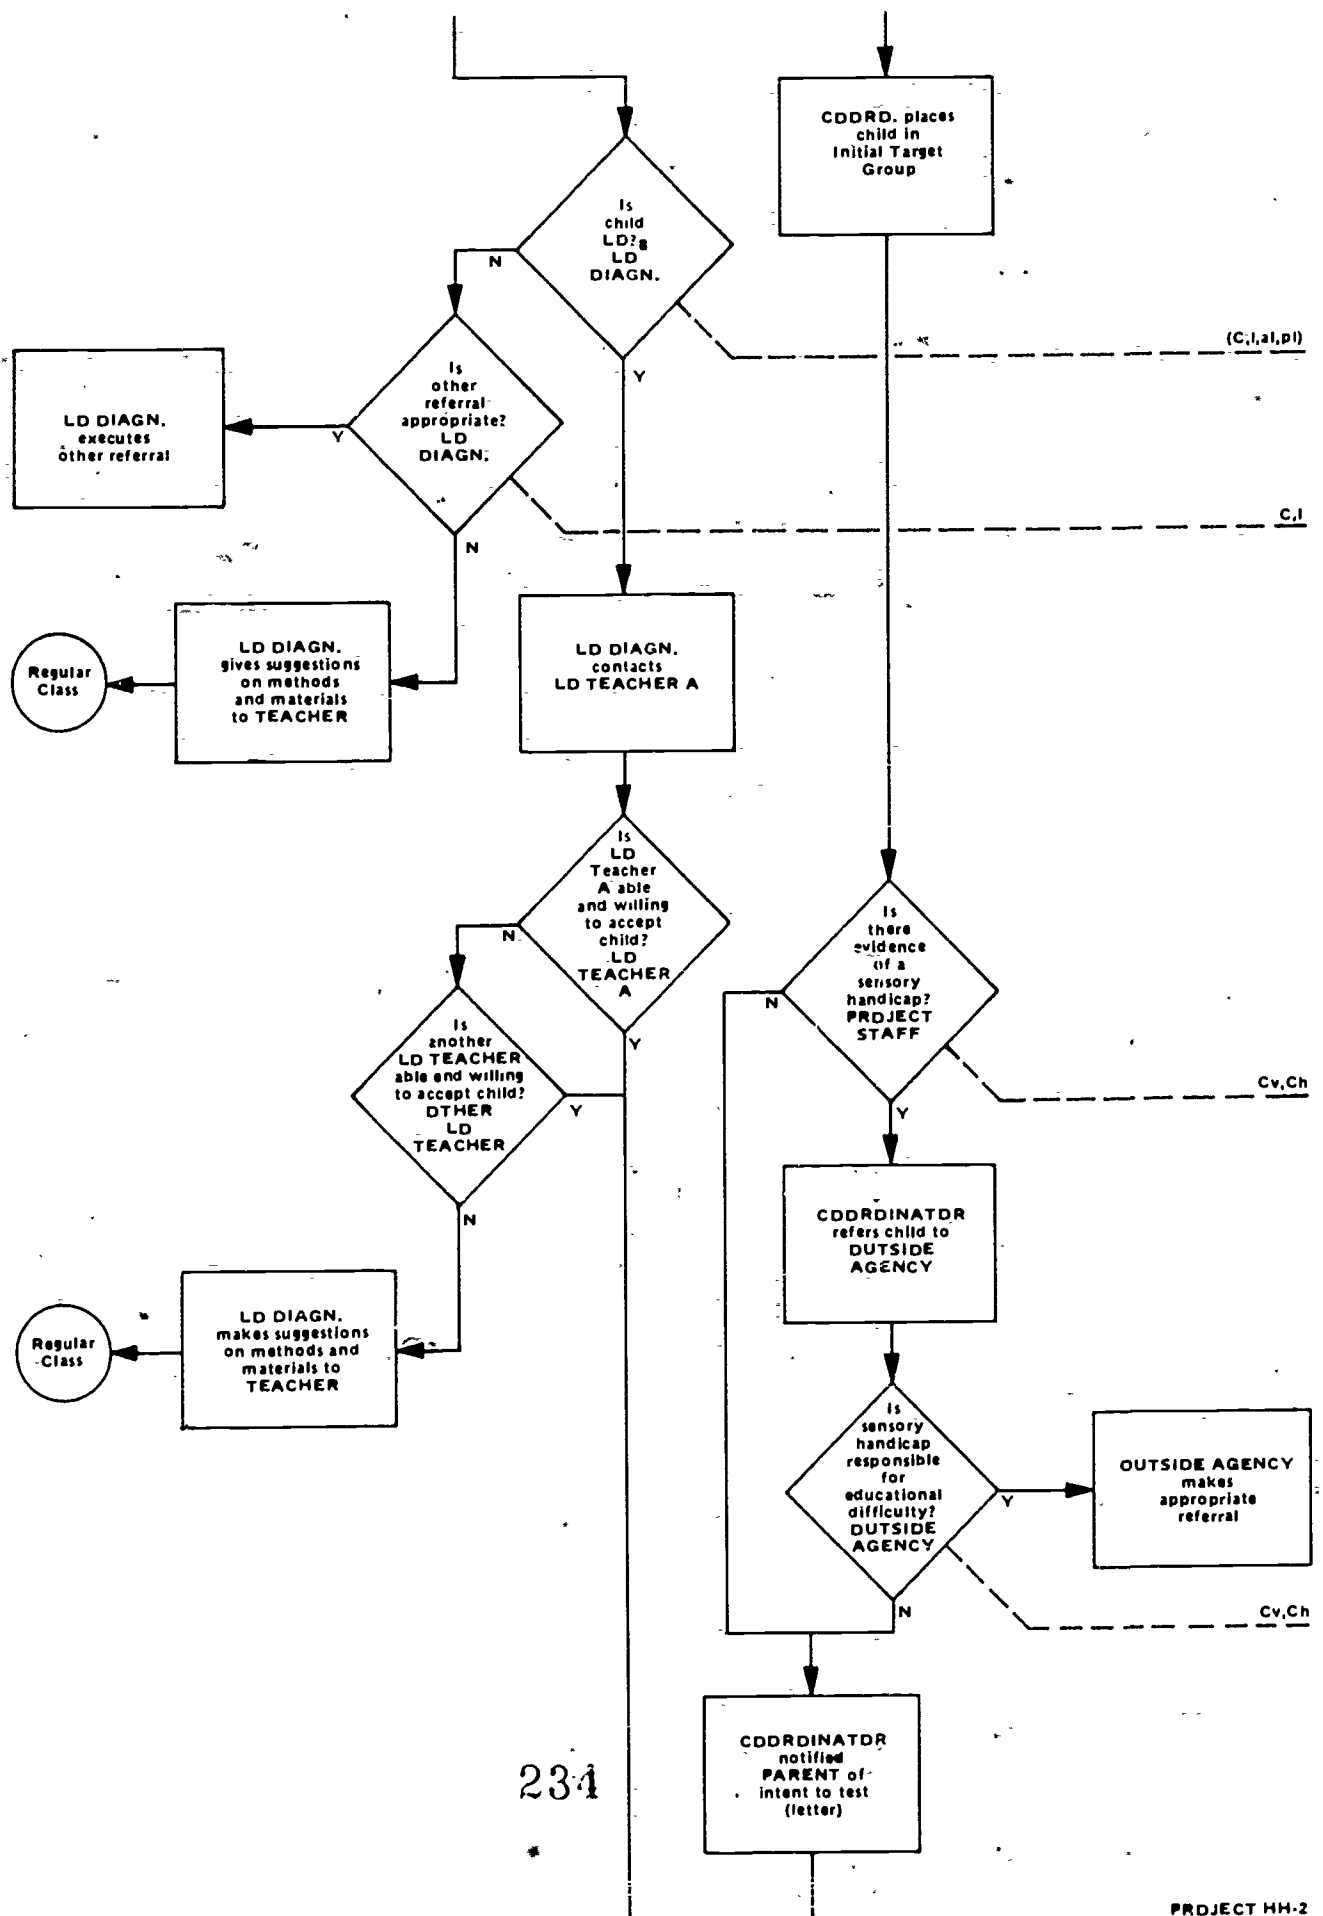 CDDRD. places
child in
Initial Target
Group
Is
child
LD?8
LD
DIAGN.
N
Y
(C,I,aI,pI)
Is
other
referral
appropriate?
LD
DIAGN.
Y
N
C,I
LD DIAGN.
executes
other referral
LD DIAGN.
gives suggestions
on methods
and materials
to TEACHER
Regular
Class
LD DIAGN.
contacts
LD TEACHER A
Is
LD
Teacher
A able
and willing
to accept
child?
LD
TEACHER
A
N
Y
Is
another
LD TEACHER
able end willing
to accept child?
DTHER
LD
TEACHER
Y
N
LD DIAGN.
makes suggestions
on methods and
materials to
TEACHER
Regular
Class
Is
there
evidence
of a
sensory
handicap?
PRDJECT
STAFF
N
Y
Cv,Ch
CDDRDINATDR
refers child to
DUTSIDE
AGENCY
Is
sensory
handicap
responsible
for
educational
difficulty?
DUTSIDE
AGENCY
Y
N
Cv,Ch
OUTSIDE AGENCY
makes
appropriate
referral
CDDRDINATDR
notified
PARENT of
intent to test
(letter)
234
PRDJECT HH-2